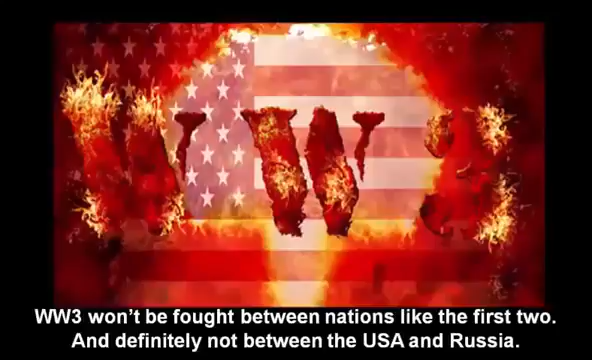 WW3
WW3 won't be fought between nations like the first two.
And definitely not between the USA and Russia.